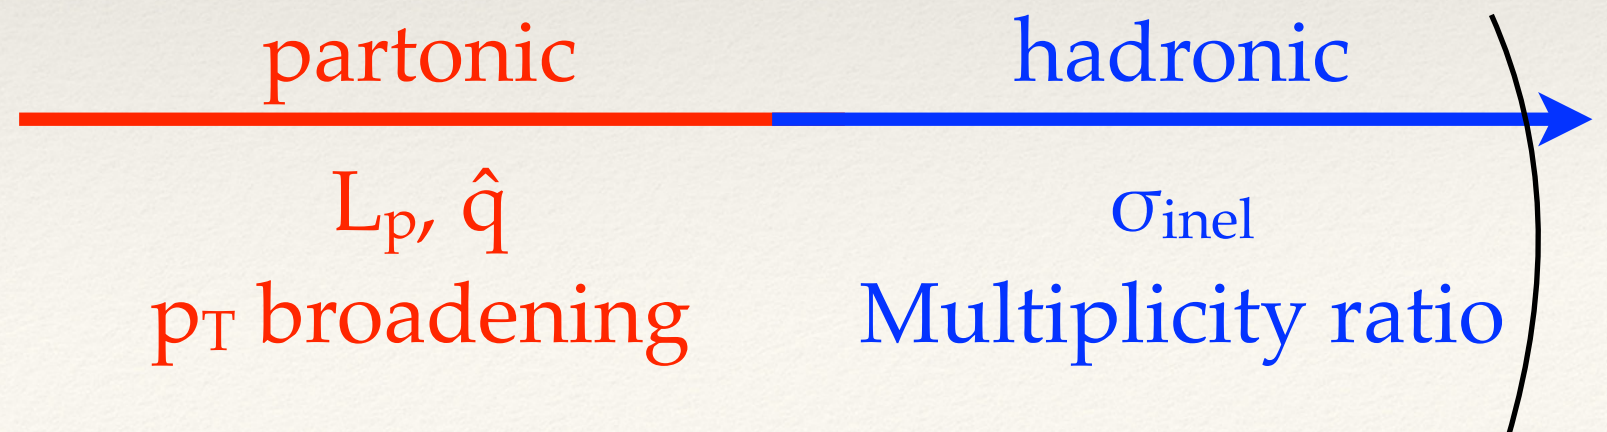 partonic
hadronic
Lp, q̂
σinel
pT broadening
Multiplicity ratio